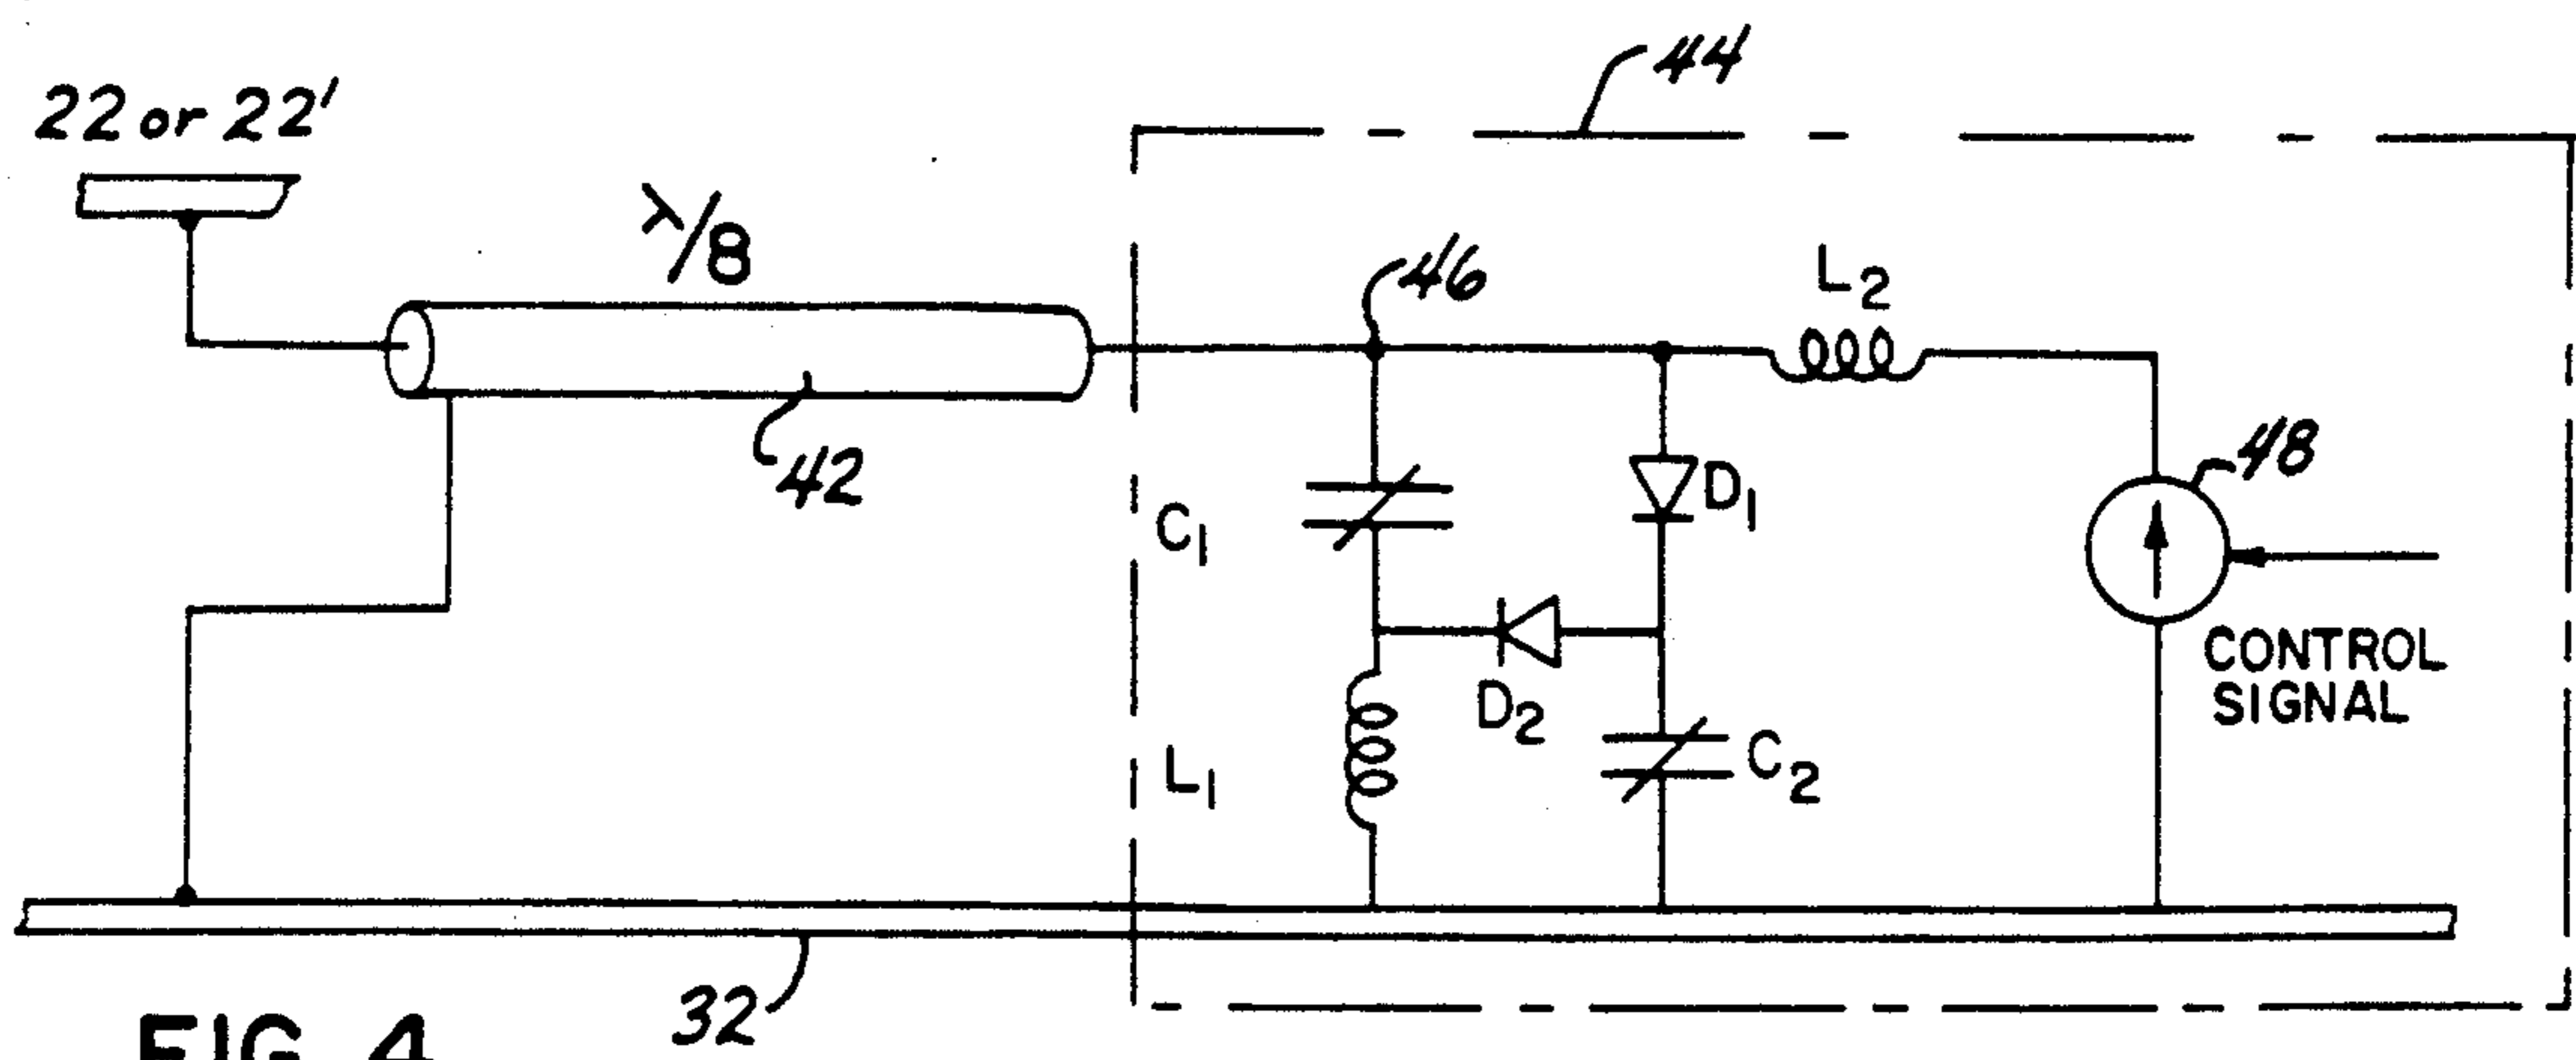 44
22 or 22'
λ/8
46
L2
42
48
C1
D1
CONTROL
SIGNAL
D2
L1
C2
32
FIG. 4